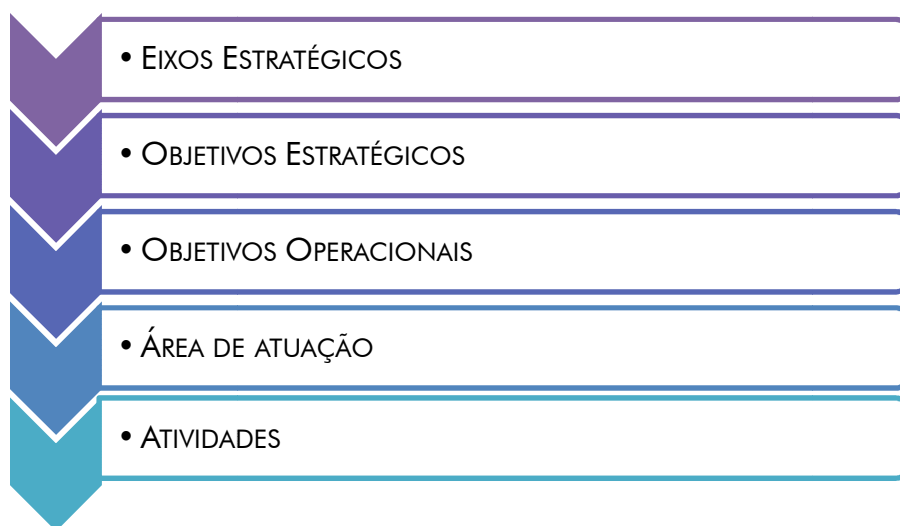 • Eixos Estratégicos
• Objetivos Estratégicos
• Objetivos Operacionais
• Área de atuação
• Atividades